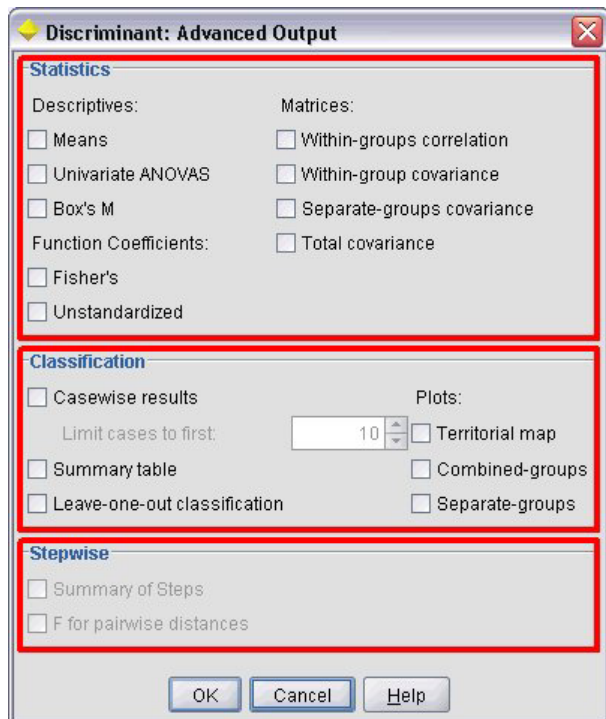 Discriminant: Advanced Output
Statistics
Descriptives:
Means
Univariate ANOVAS
Box's M
Function Coefficients:
Fisher's
Unstandardized
Matrices:
Within-groups correlation
Within-group covariance
Separate-groups covariance
Total covariance
Classification
Casewise results
Limit cases to first: 10
Summary table
Leave-one-out classification
Plots:
Territorial map
Combined-groups
Separate-groups
Stepwise
Summary of Steps
F for pairwise distances
OK Cancel Help